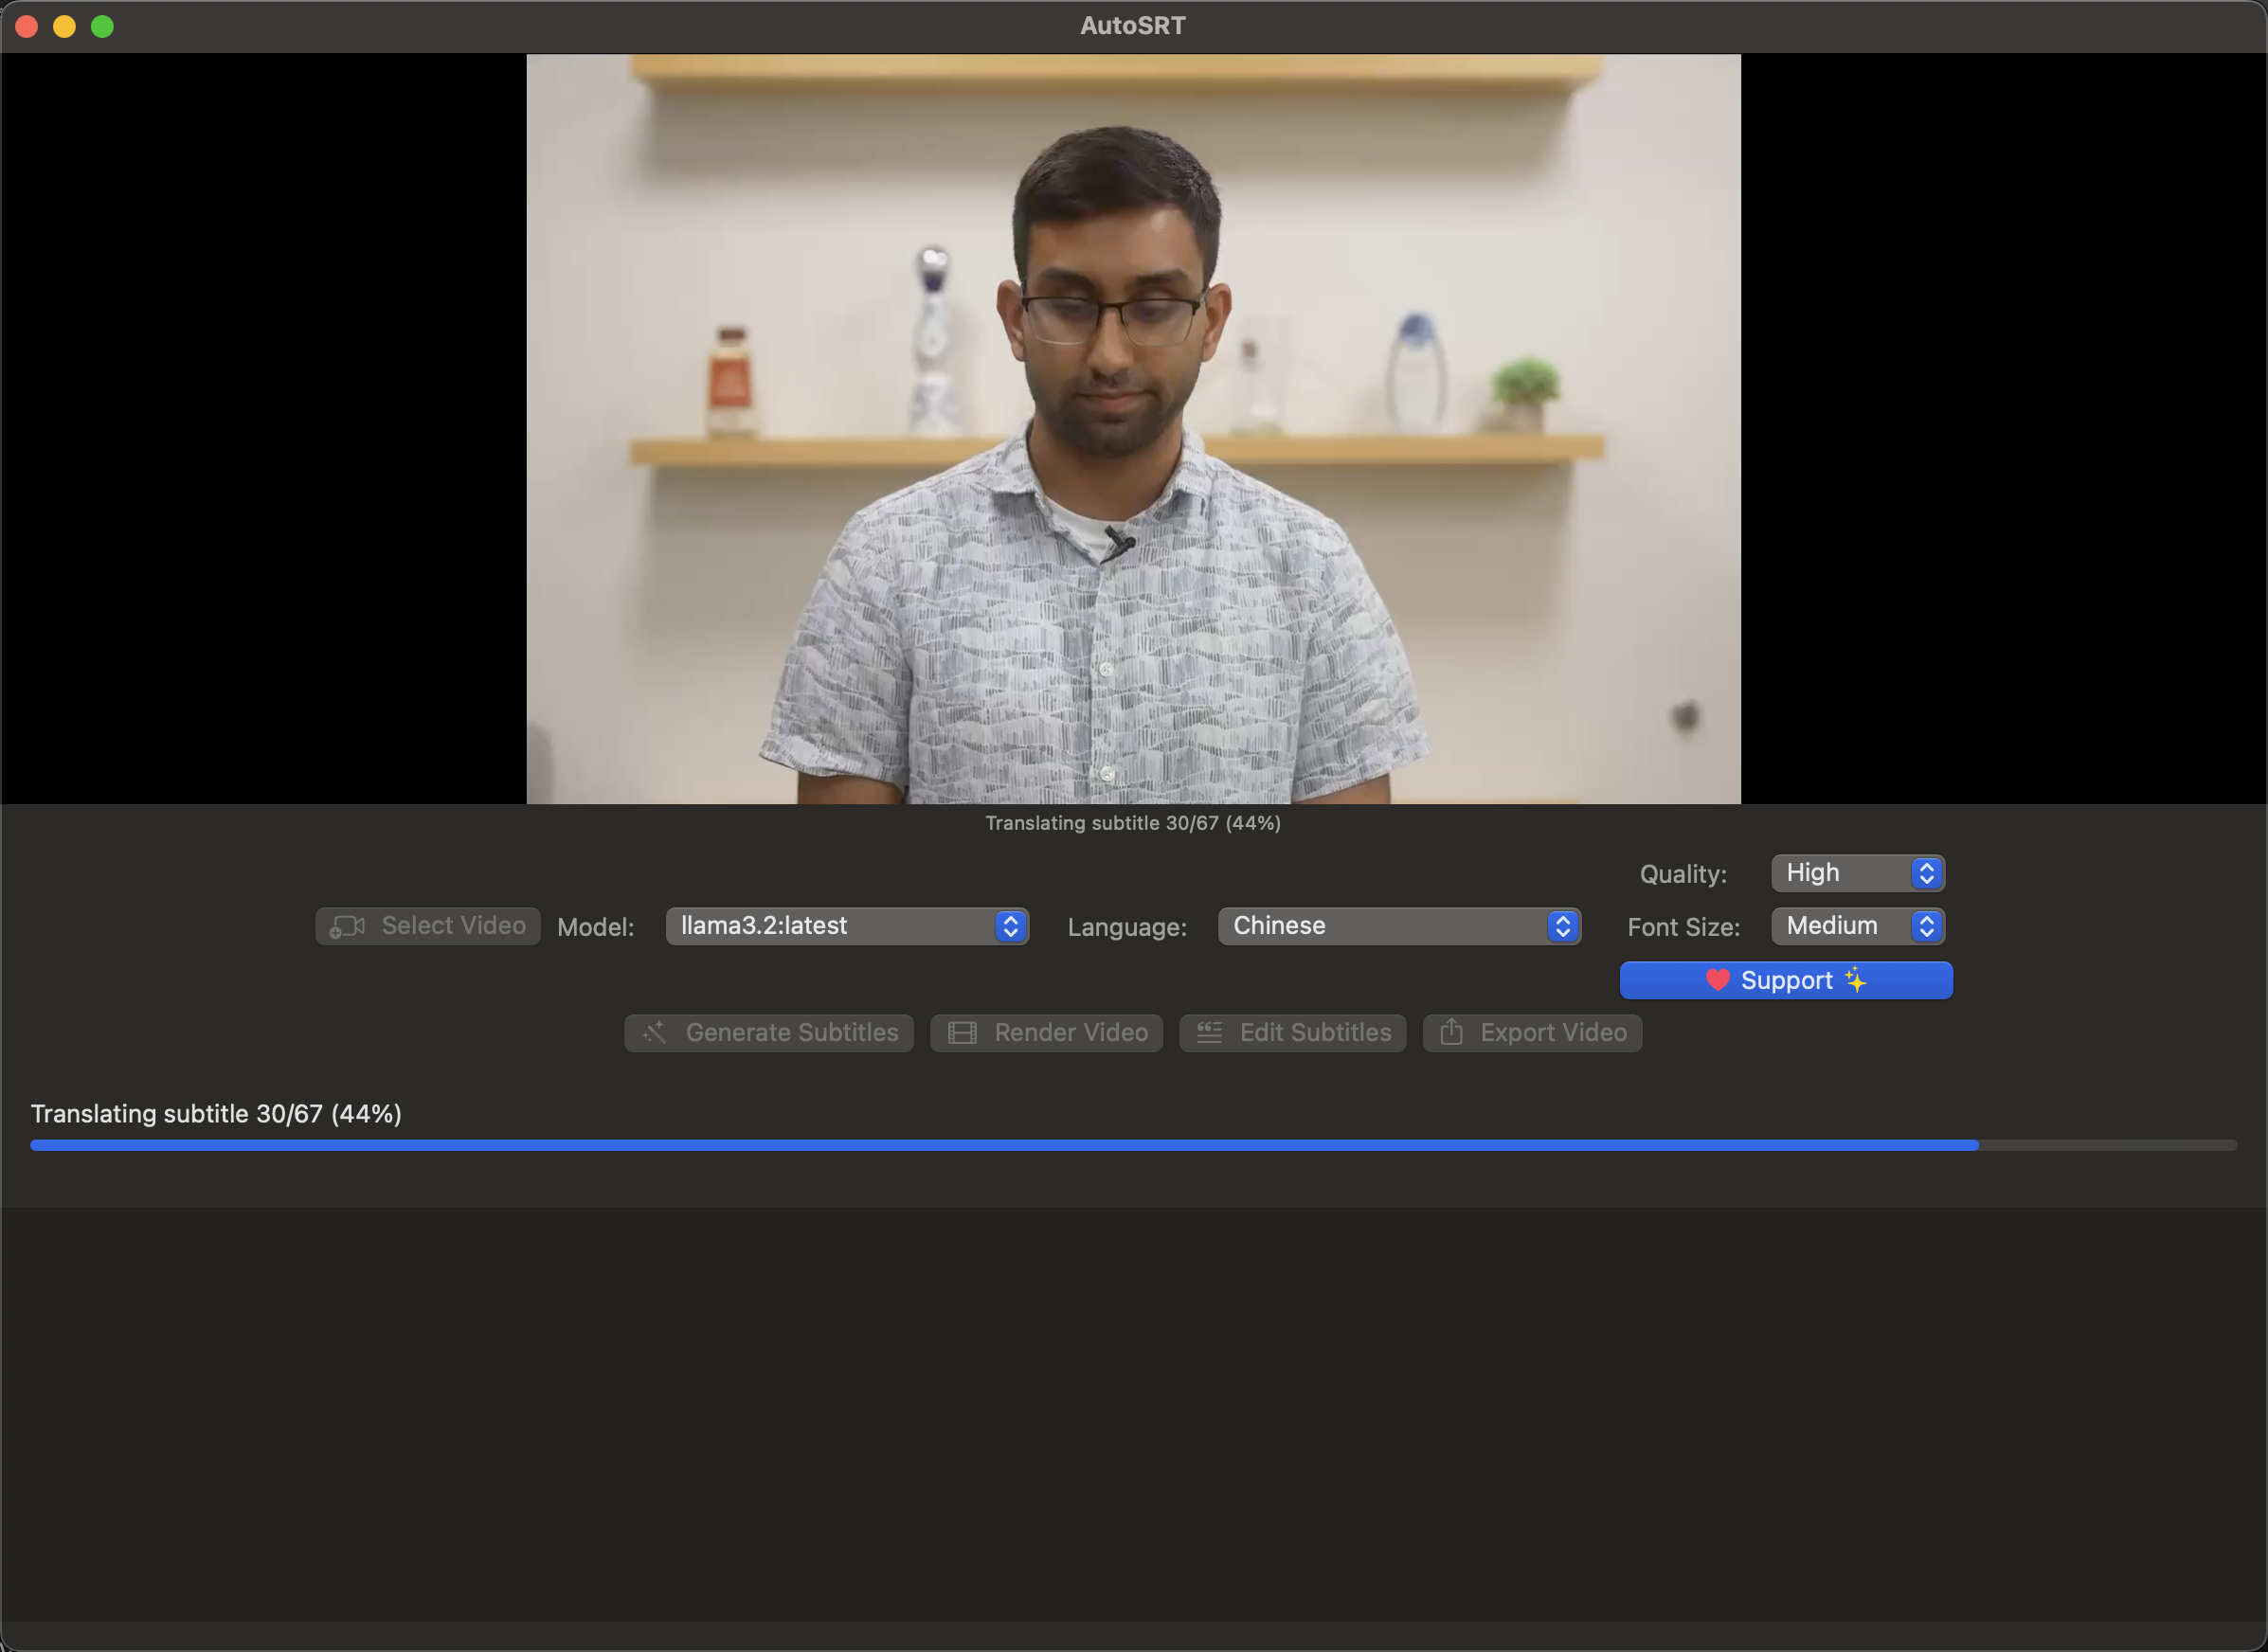 AutoSRT
Translating subtitle 30/67 (44%)
Quality: High
Select Video Model: llama3.2:latest Language: Chinese Font Size: Medium
❤️ Support ✨
Generate Subtitles Render Video Edit Subtitles Export Video
Translating subtitle 30/67 (44%)